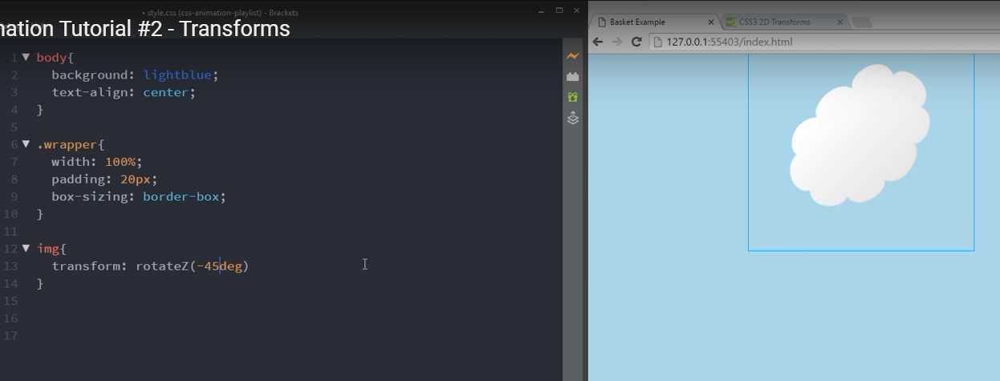 • style.css (css-animation-playlist) - Brackets
nation Tutorial #2 - Transforms
1 body{
2 background: lightblue;
3 text-align: center;
4 }
5
6 .wrapper{
7 width: 100%;
8 padding: 20px;
9 box-sizing: border-box;
10 }
11
12 img{
13 transform: rotateZ(-45deg)
14 }
15
16
17
Basket Example
CSS3 2D Transforms
127.0.0.1:55403/index.html